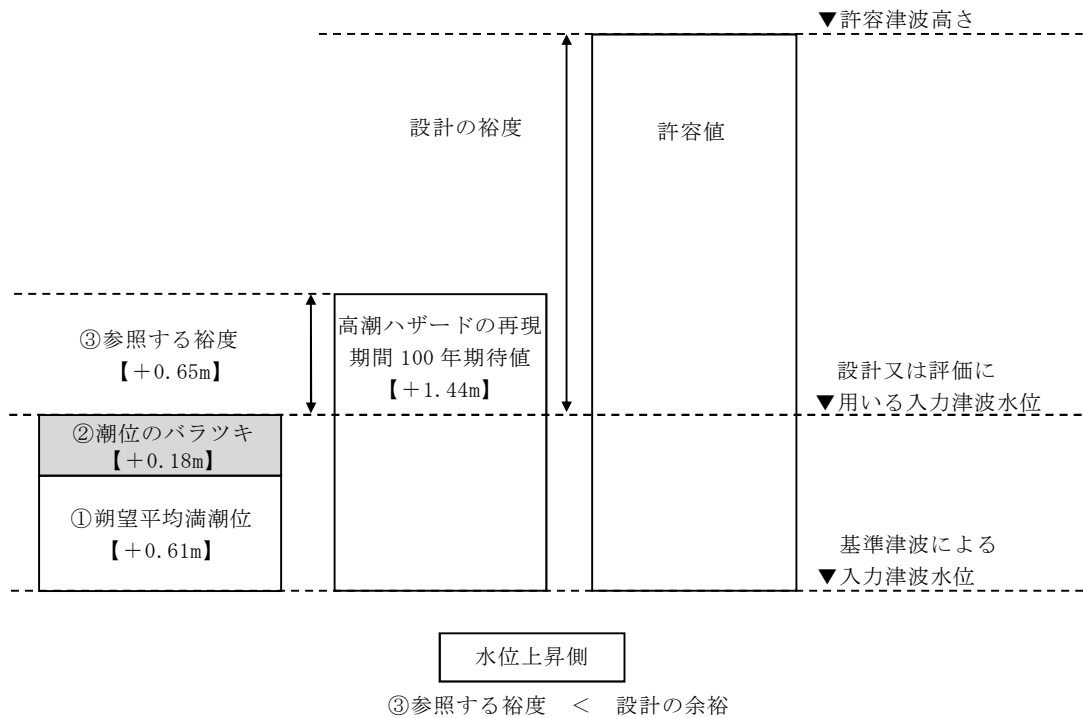 ▼許容津波高さ
設計の裕度
許容値
③参照する裕度
【+0.65m】
高潮ハザードの再現
期間 100 年期待値
【+1.44m】
設計又は評価に
▼用いる入力津波水位
②潮位のバラツキ
【+0.18m】
①朔望平均満潮位
【+0.61m】
基準津波による
▼入力津波水位
水位上昇側
③参照する裕度 < 設計の余裕